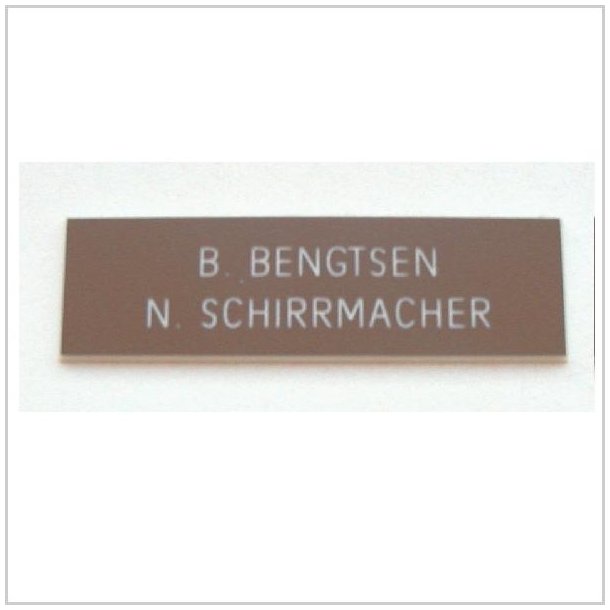 B. BENGTSEN
N. SCHIRRMACHER